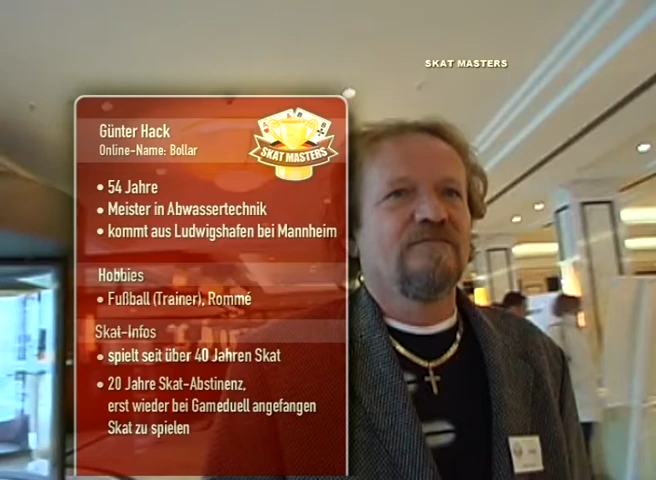 SKAT MASTERS
Günter Hack
Online-Name: Bollar
SKAT MASTERS
• 54 Jahre
• Meister in Abwassertechnik
• kommt aus Ludwigshafen bei Mannheim
Hobbies
• Fußball (Trainer), Rommé
Skat-Infos
• spielt seit über 40 Jahren Skat
• 20 Jahre Skat-Abstinenz,
erst wieder bei Gameduell angefangen
Skat zu spielen